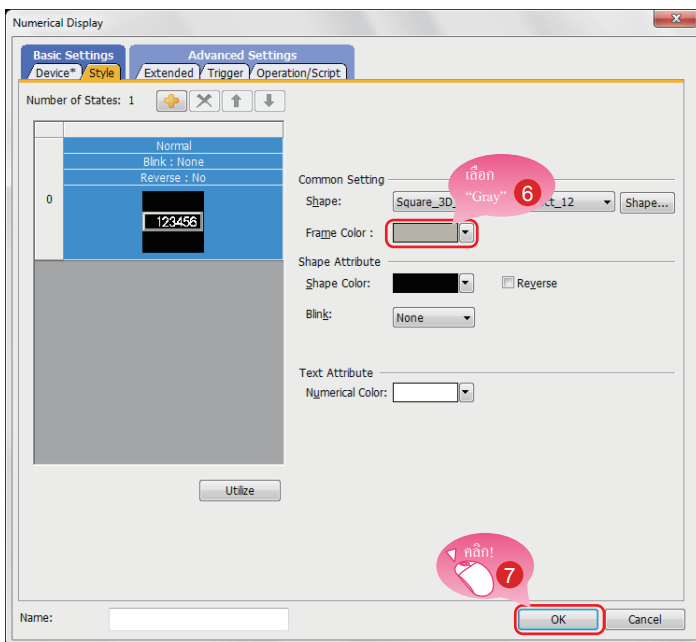 Numerical Display
Basic Settings
Advanced Settings
Device* Style Extended Trigger Operation/Script
Number of States: 1
Normal
Blink : None
Reverse : No
0
123456
Common Setting
เลือก
"Gray" 6
Shape: Square_3D_ ct_12 Shape...
Frame Color :
Shape Attribute
Shape Color: Reverse
Blink: None
Text Attribute
Numerical Color:
Utilize
คลิก!
7
Name: OK Cancel